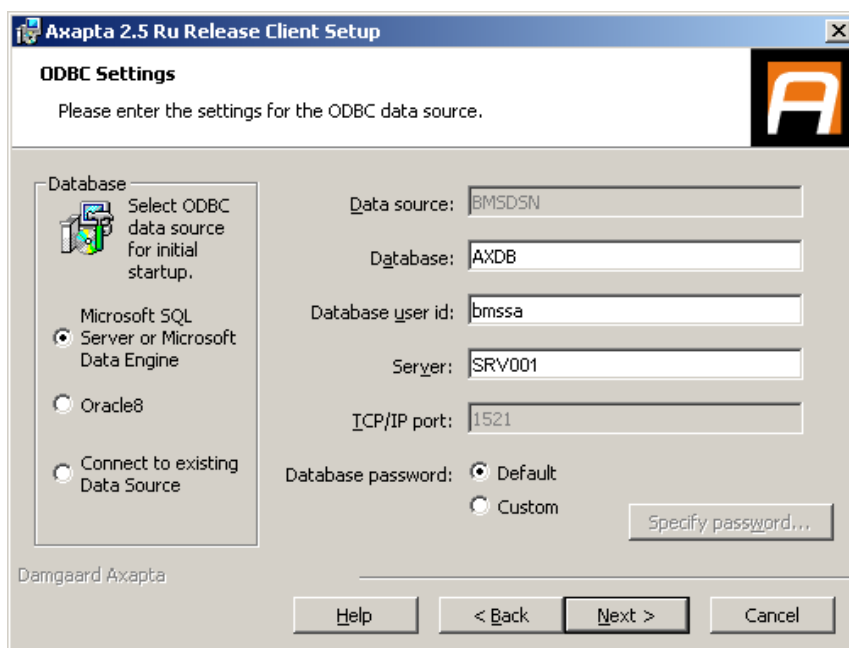 Axapta 2.5 Ru Release Client Setup
ODBC Settings
Please enter the settings for the ODBC data source.
Database
Select ODBC
data source
for initial
startup.
Microsoft SQL
Server or Microsoft
Data Engine
Oracle8
Connect to existing
Data Source
Data source: BMSDSN
Database: AXDB
Database user id: bmssa
Server: SRV001
TCP/IP port: 1521
Database password: Default
Custom
Specify password...
Damgaard Axapta
Help
< Back
Next >
Cancel